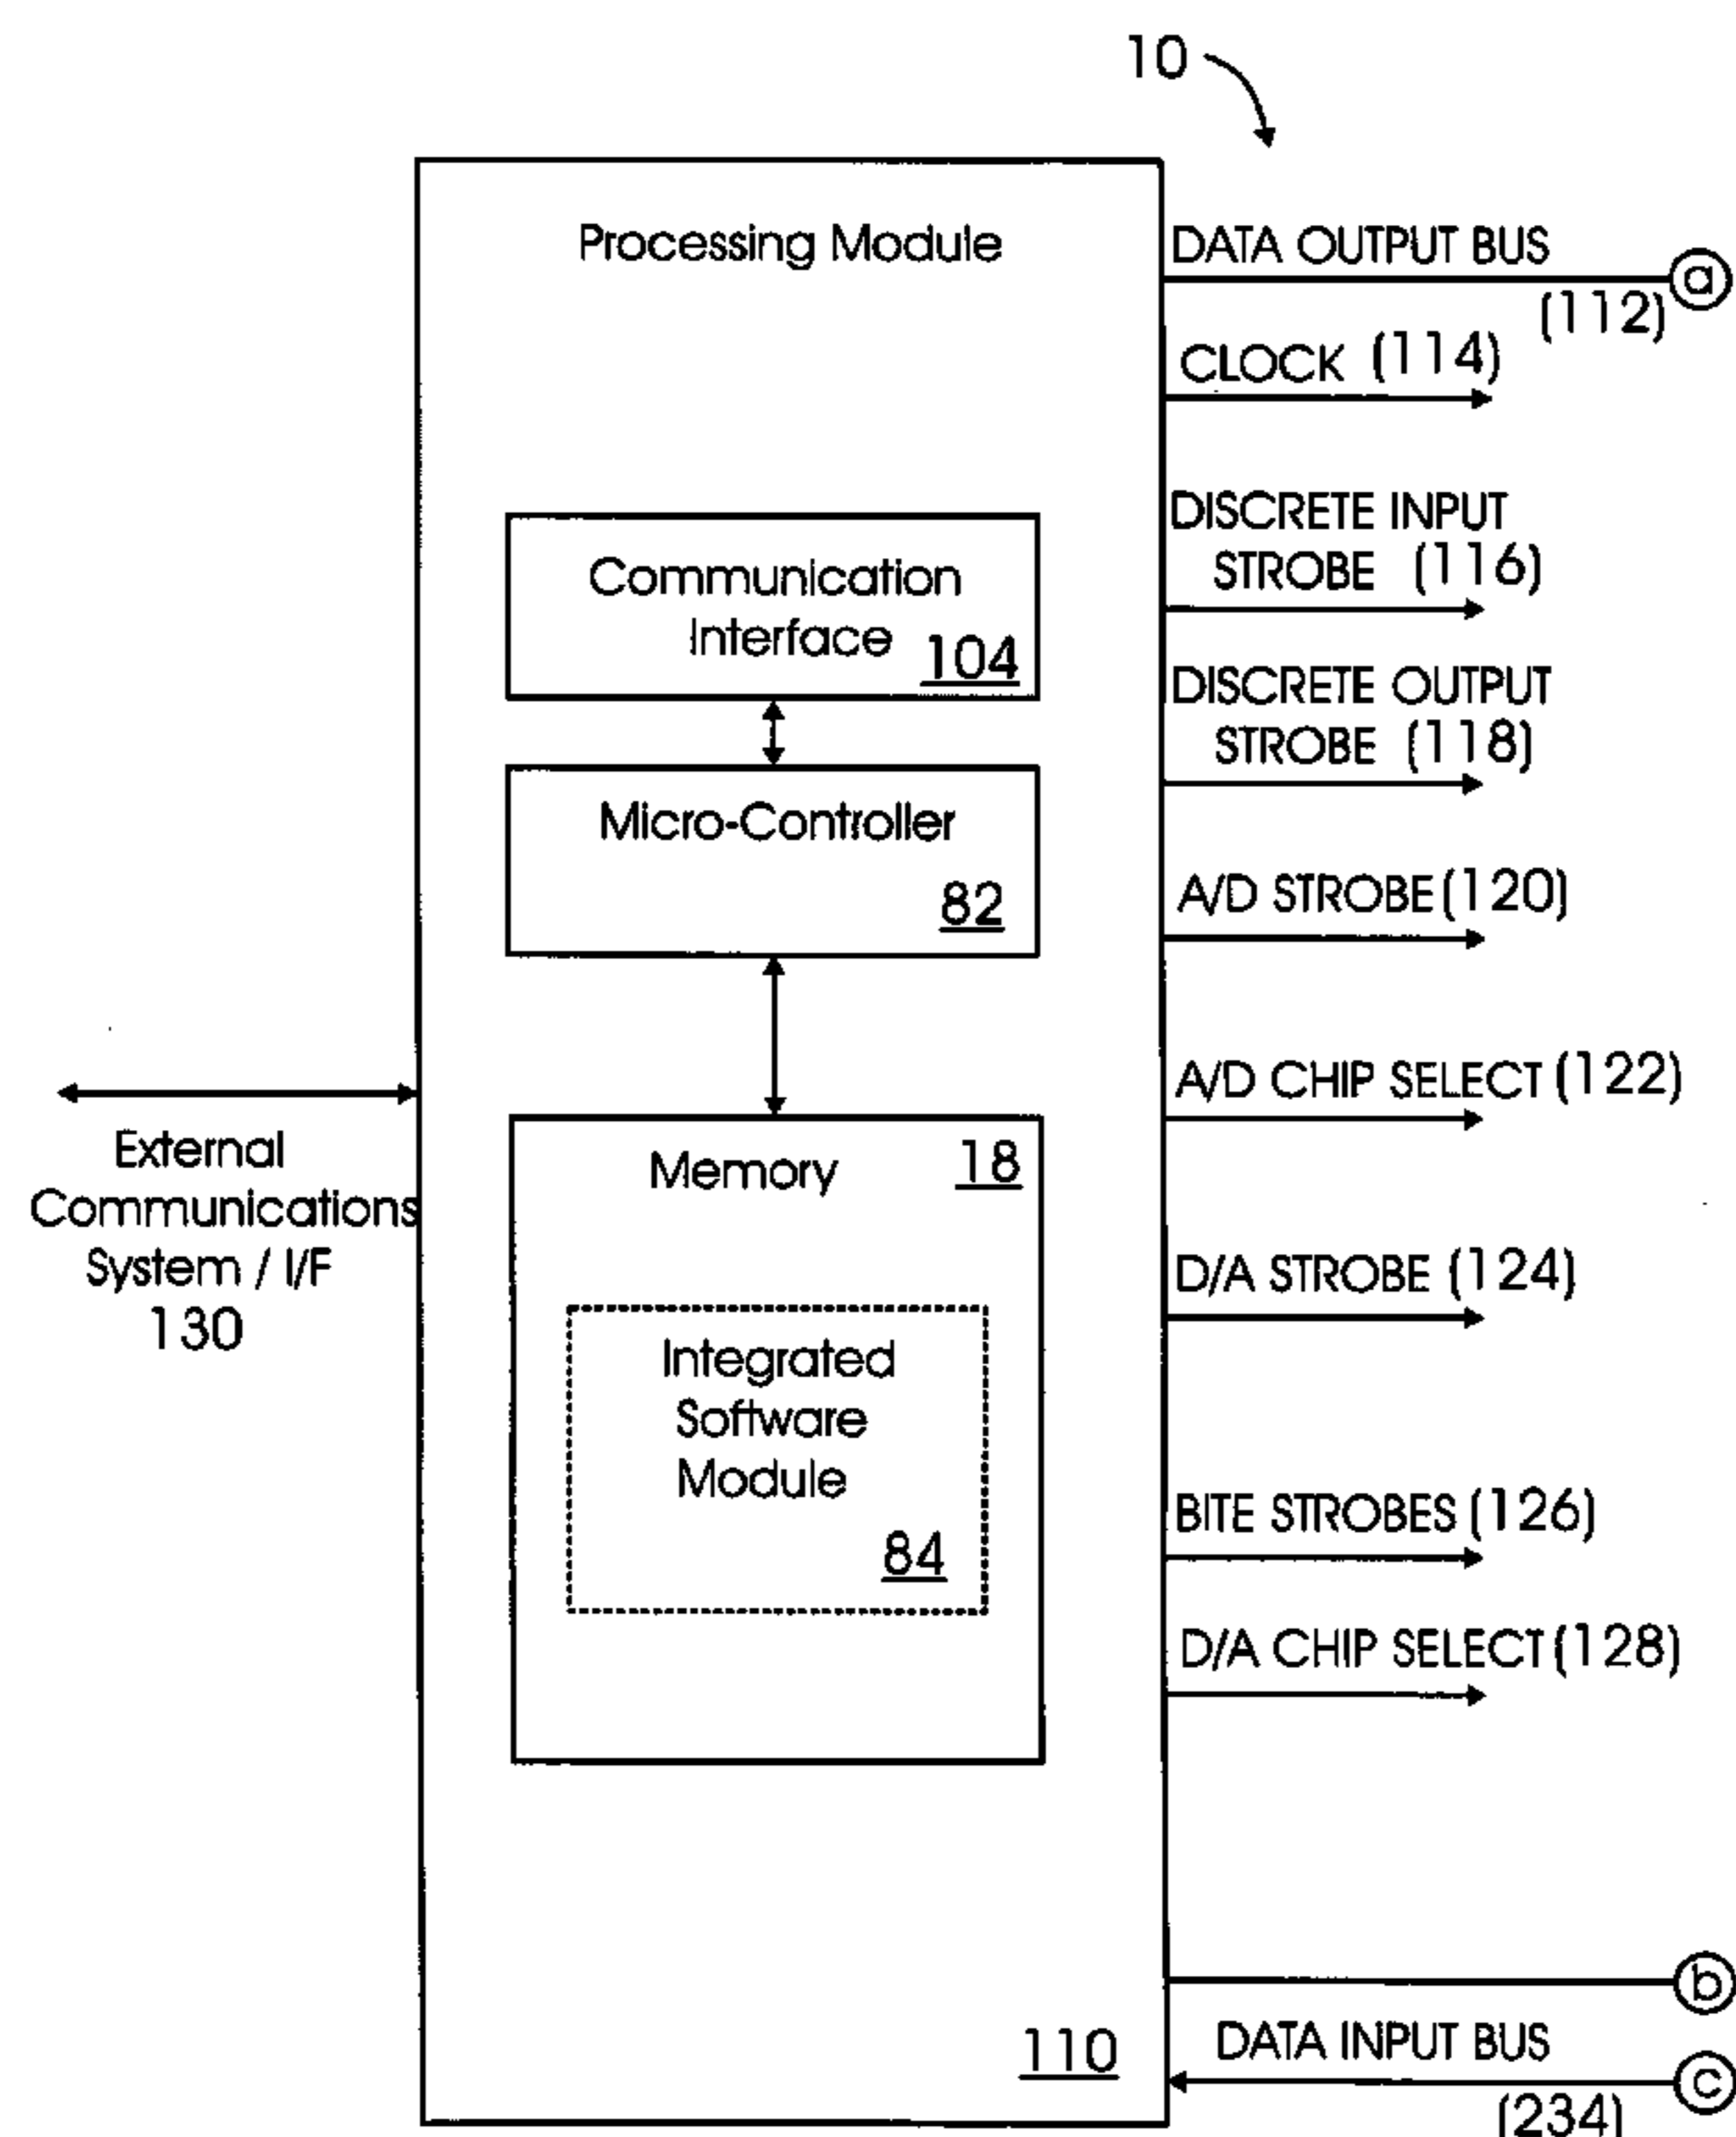 10
Processing Module
DATA OUTPUT BUS
(112)
a
CLOCK (114)
DISCRETE INPUT
STROBE (116)
Communication
Interface 104
DISCRETE OUTPUT
STROBE (118)
Micro-Controller
82
A/D STROBE (120)
A/D CHIP SELECT (122)
External
Communications
System / I/F
130
Memory 18
D/A STROBE (124)
Integrated
Software
Module
84
BITE STROBES (126)
D/A CHIP SELECT (128)
b
110
DATA INPUT BUS
c
(234)